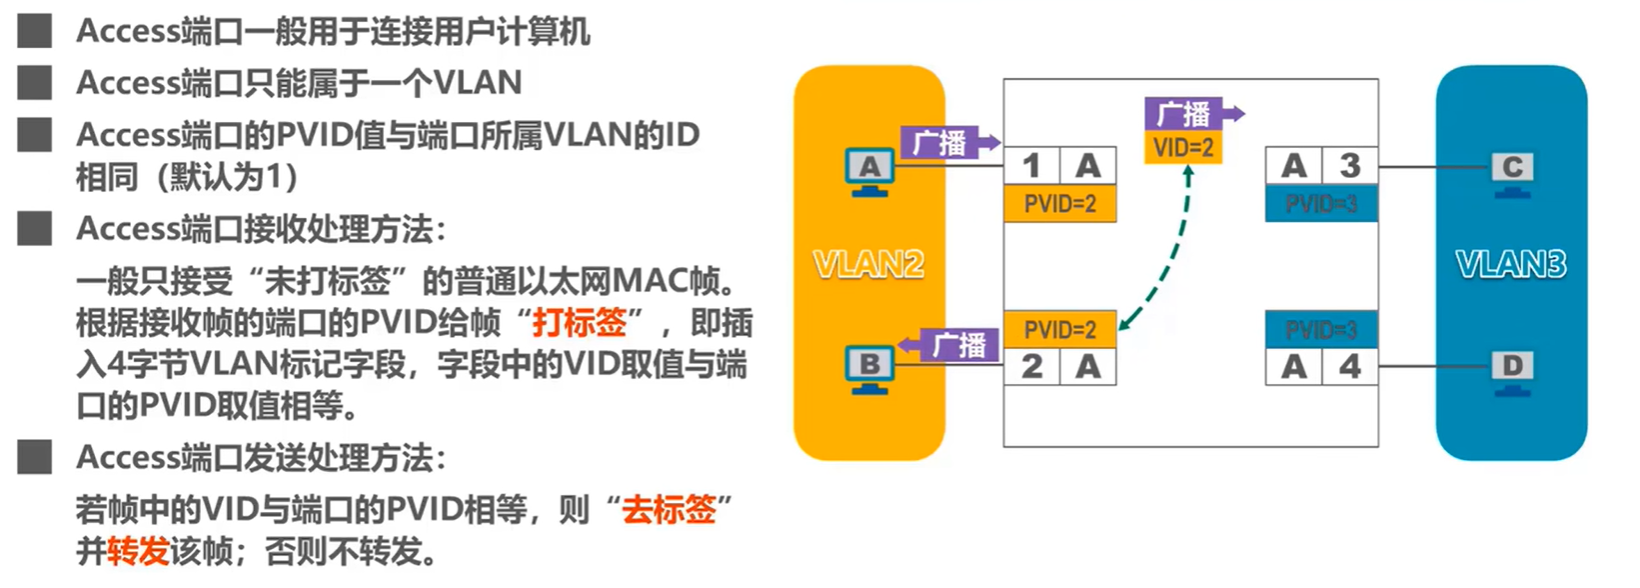 Access端口一般用于连接用户计算机
Access端口只能属于一个VLAN
Access端口的PVID值与端口所属VLAN的ID
相同（默认为1）
Access端口接收处理方法：
一般只接受“未打标签”的普通以太网MAC帧。
根据接收帧的端口的PVID给帧“打标签”，即插
入4字节VLAN标记字段，字段中的VID取值与端
口的PVID取值相等。
Access端口发送处理方法：
若帧中的VID与端口的PVID相等，则“去标签”
并转发该帧；否则不转发。
广播
VID=2
广播
A
1 A
PVID=2
A 3
PVID=3
C
VLAN2
VLAN3
PVID=2
2 A
广播
B
PVID=3
A 4
D